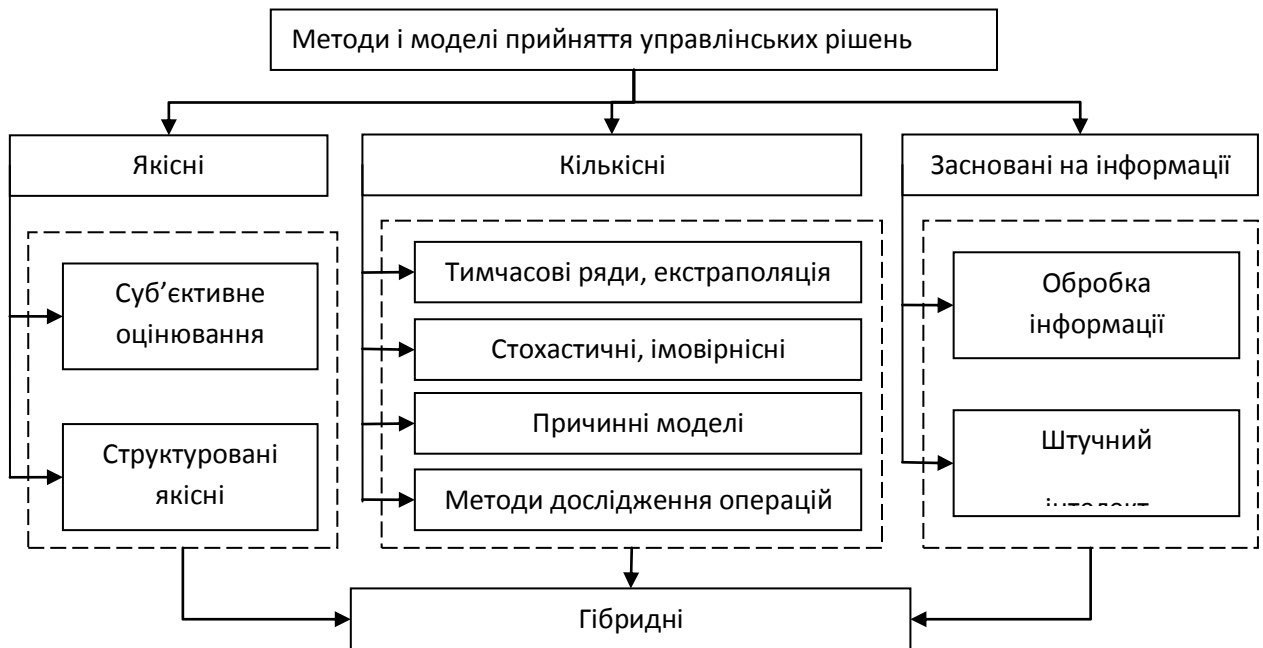 Методи і моделі прийняття управлінських рішень
Якісні
Кількісні
Засновані на інформації
Суб’єктивне
оцінювання
Структуровані
якісні
Тимчасові ряди, екстраполяція
Стохастичні, імовірнісні
Причинні моделі
Методи дослідження операцій
Обробка
інформації
Штучний
інтелект
Гібридні